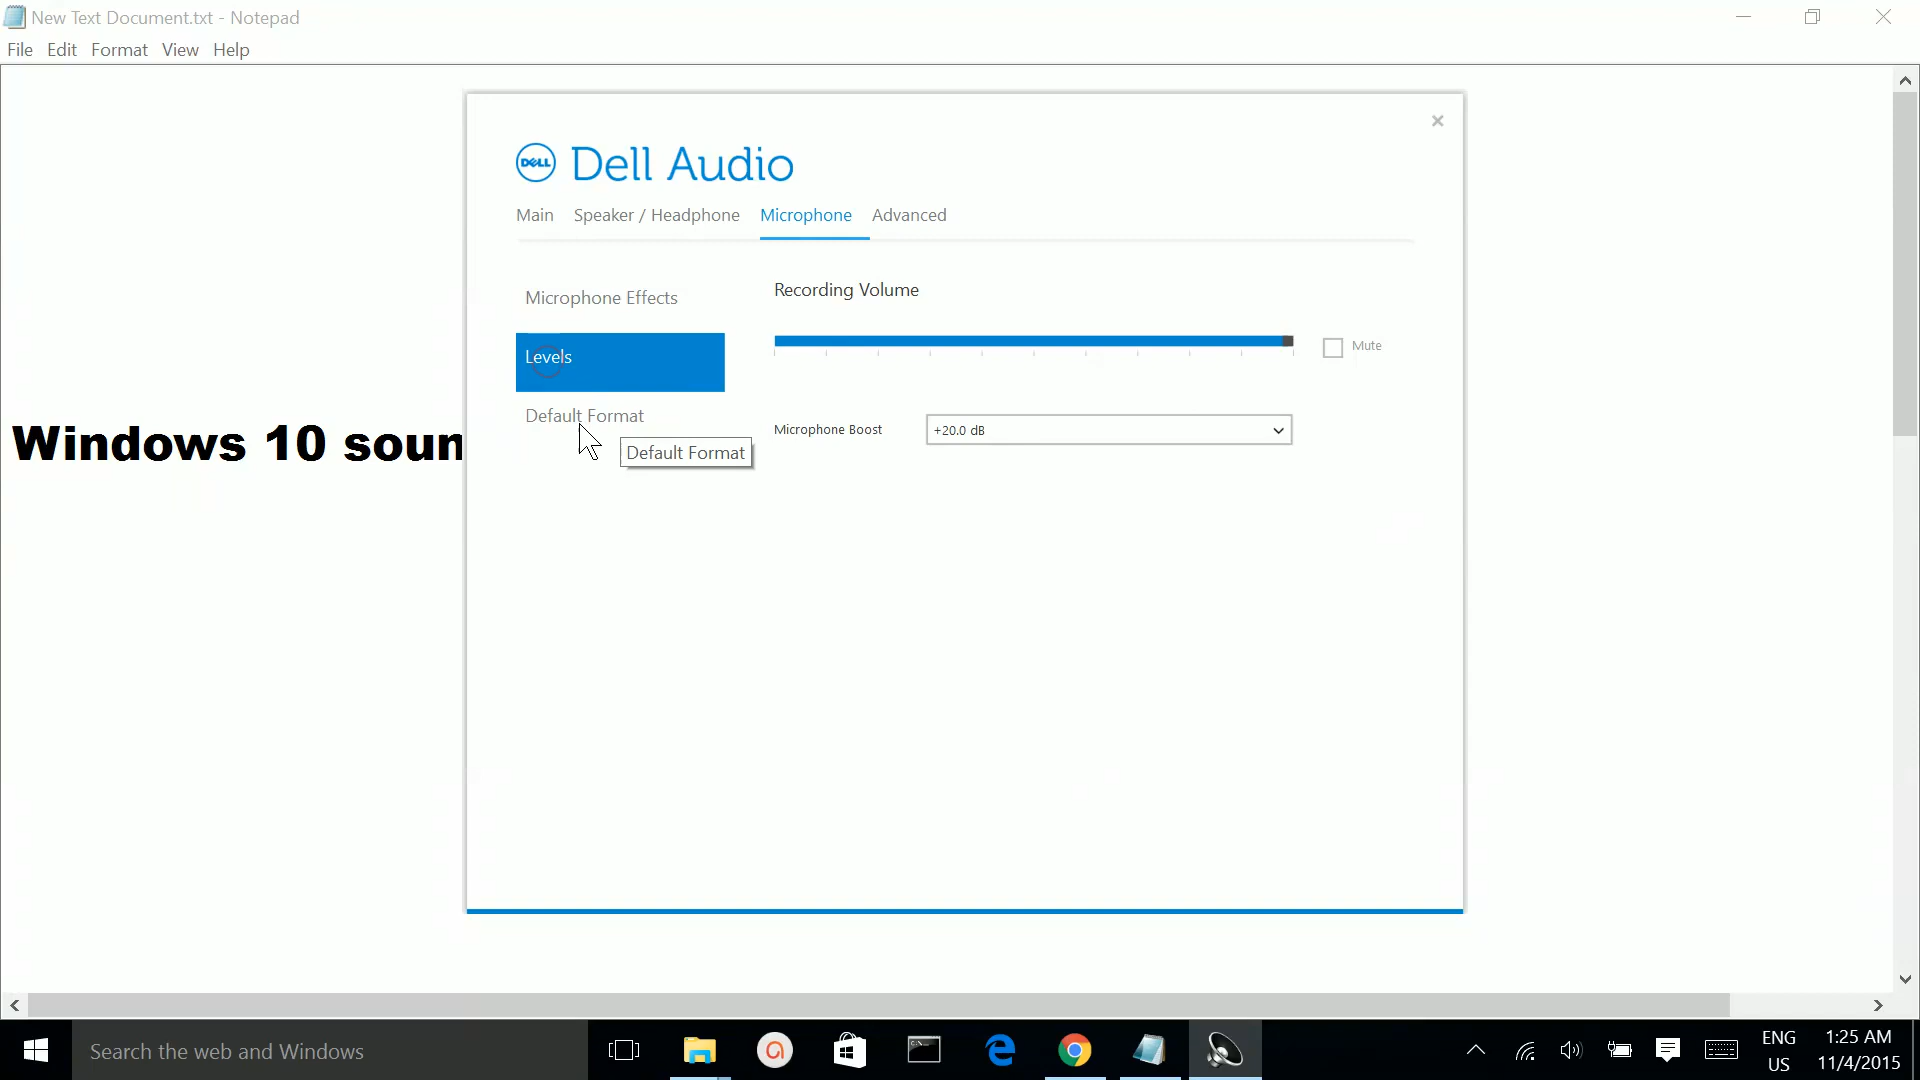 New Text Document.txt - Notepad
File Edit Format View Help
DELL Dell Audio
Main Speaker / Headphone Microphone Advanced
Microphone Effects
Recording Volume
Levels
Mute
Default Format
Microphone Boost +20.0 dB
Default Format
Windows 10 soun
Search the web and Windows
a
C:\_
ENG
US
1:25 AM
11/4/2015